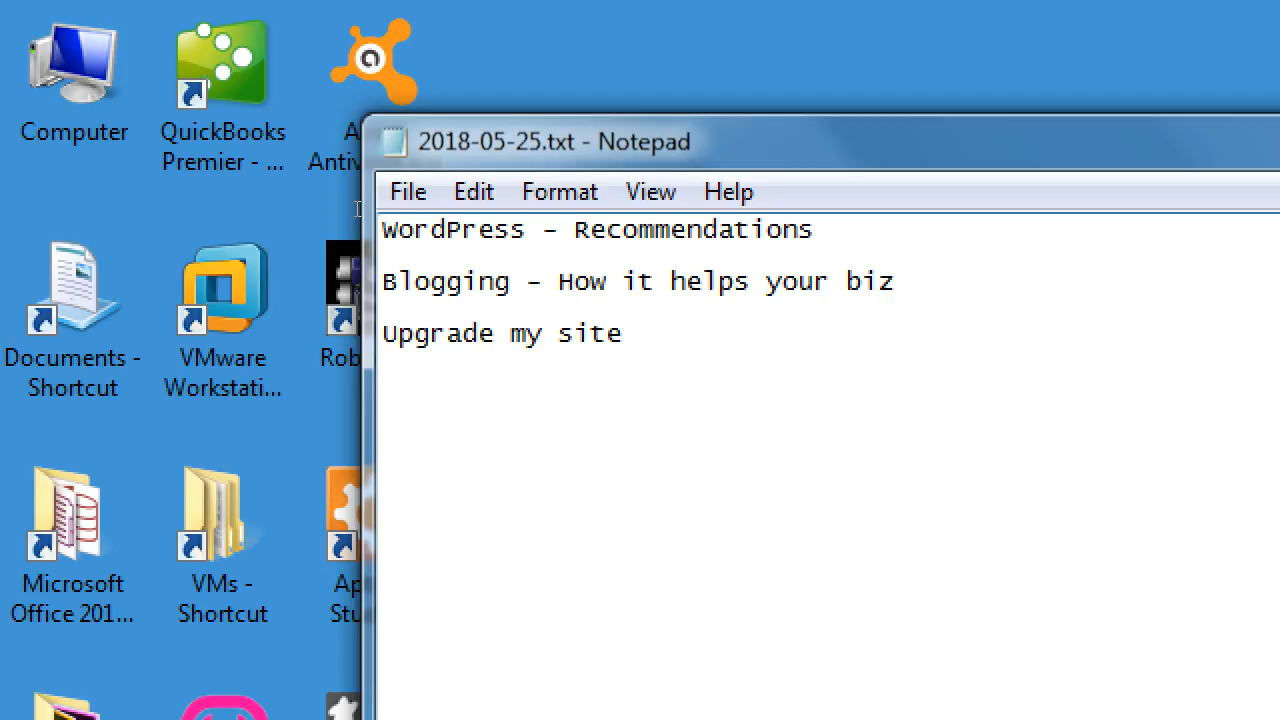 Computer
QuickBooks
Premier - ...
2018-05-25.txt - Notepad
File Edit Format View Help
WordPress – Recommendations
Blogging – How it helps your biz
Upgrade my site
Documents -
Shortcut
VMware
Workstati...
Rob
Microsoft
Office 201...
VMs -
Shortcut